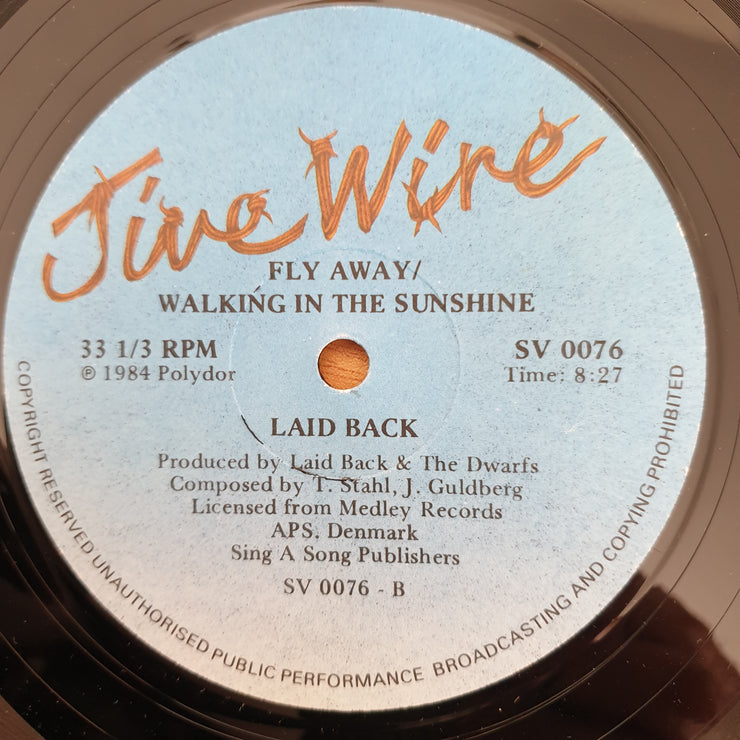 Jive Wire
FLY AWAY/
WALKING IN THE SUNSHINE
33 1/3 RPM
SV 0076
℗ 1984 Polydor
Time: 8:27
LAID BACK
Produced by Laid Back & The Dwarfs
Composed by T. Stahl, J. Guldberg
Licensed from Medley Records
APS. Denmark
Sing A Song Publishers
SV 0076 - B
COPYRIGHT RESERVED UNAUTHORISED PUBLIC PERFORMANCE BROADCASTING AND COPYING PROHIBITED